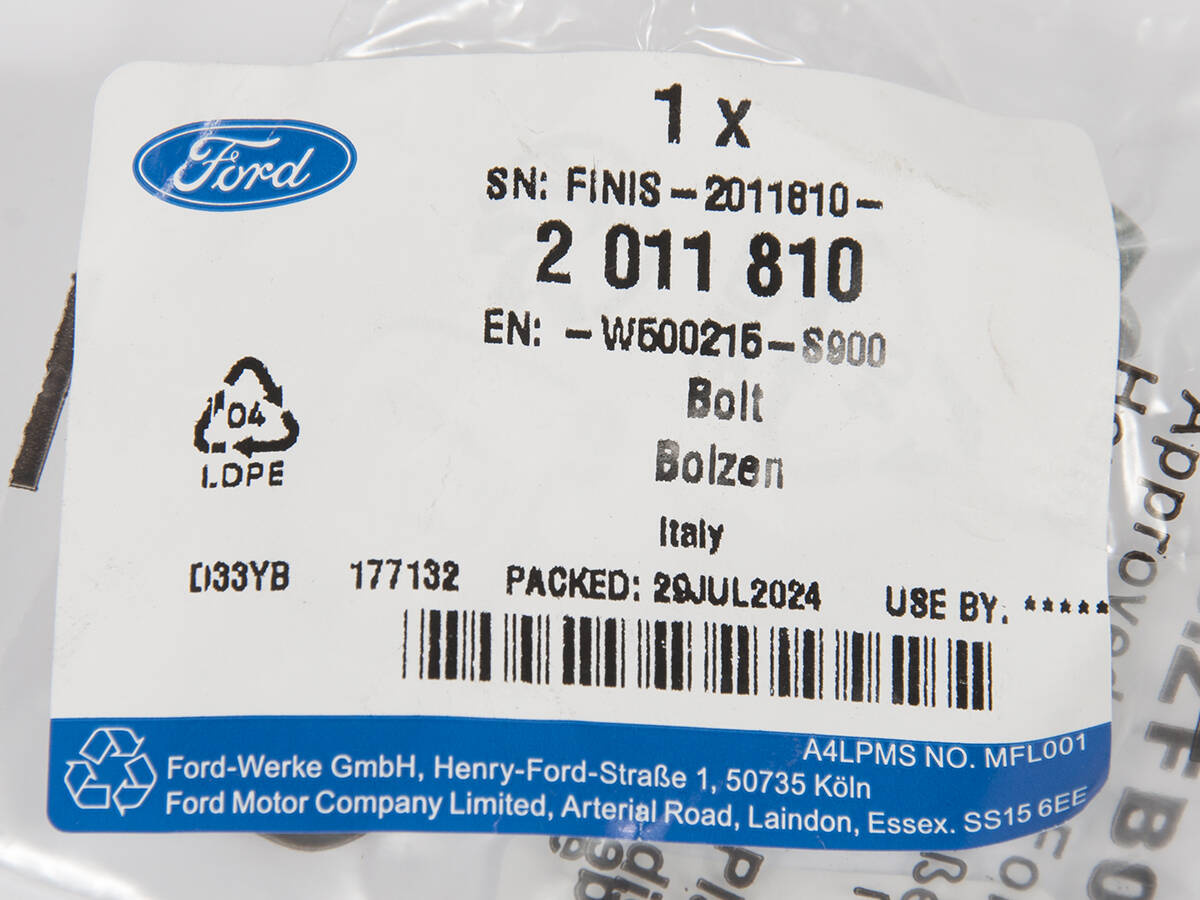 Ford
1 x
SN: FINIS-2011810-
2 011 810
EN: -W500215-S900
Bolt
Bolzen
Italy
04
LDPE
D33YB 177132 PACKED: 29JUL2024 USE BY: *****
A4LPMS NO. MFL001
Ford-Werke GmbH, Henry-Ford-Straße 1, 50735 Köln
Ford Motor Company Limited, Arterial Road, Laindon, Essex. SS15 6EE